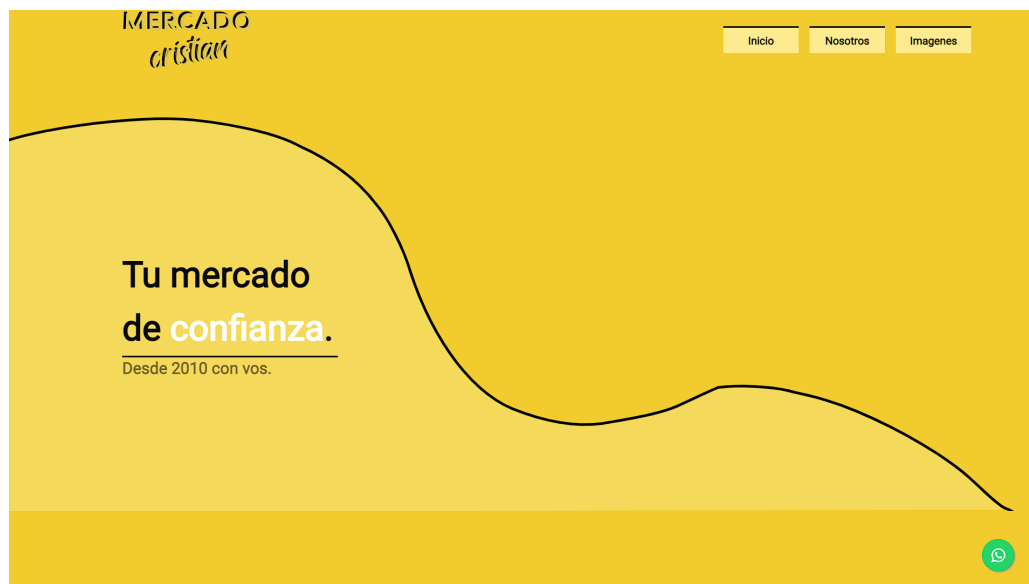 MERCADO
cristian
Inicio
Nosotros
Imagenes
Tu mercado
de confianza.
Desde 2010 con vos.